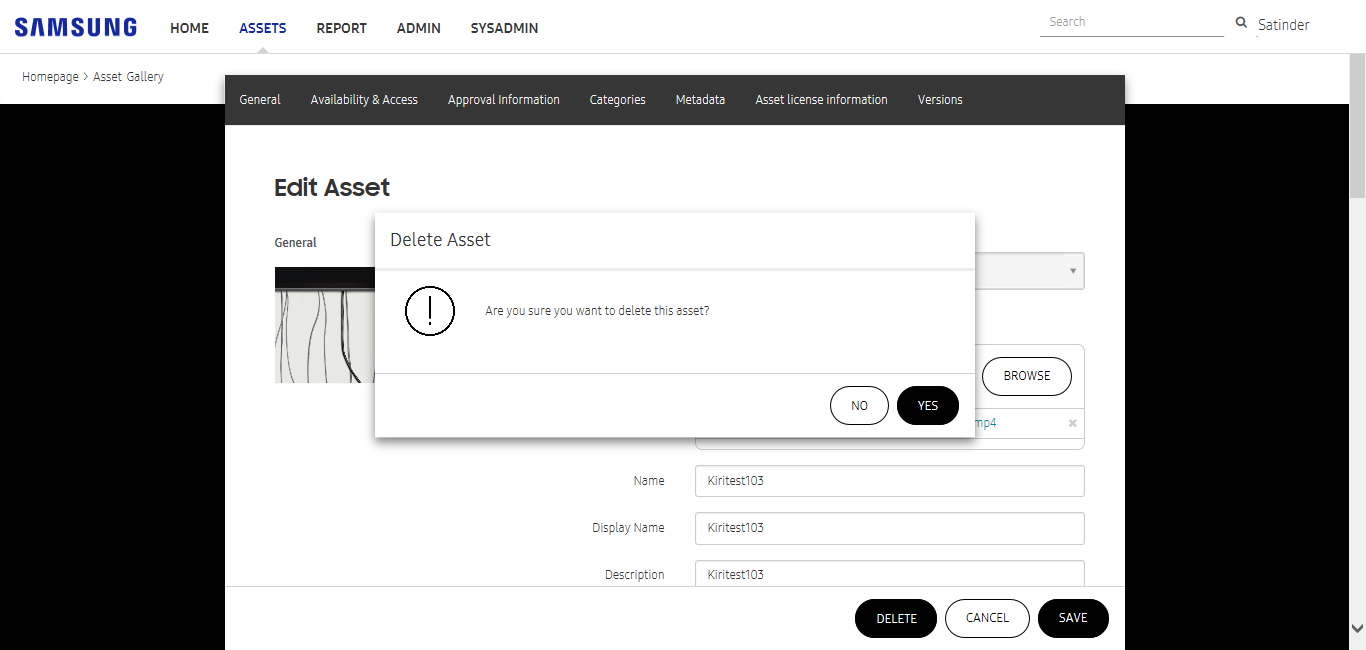 SAMSUNG HOME ASSETS REPORT ADMIN SYSADMIN Search Satinder
Homepage > Asset Gallery
General Availability & Access Approval Information Categories Metadata Asset license information Versions
Edit Asset
General
Delete Asset
Are you sure you want to delete this asset?
NO YES
BROWSE
mp4
Name Kiritest103
Display Name Kiritest103
Description Kiritest103
DELETE CANCEL SAVE